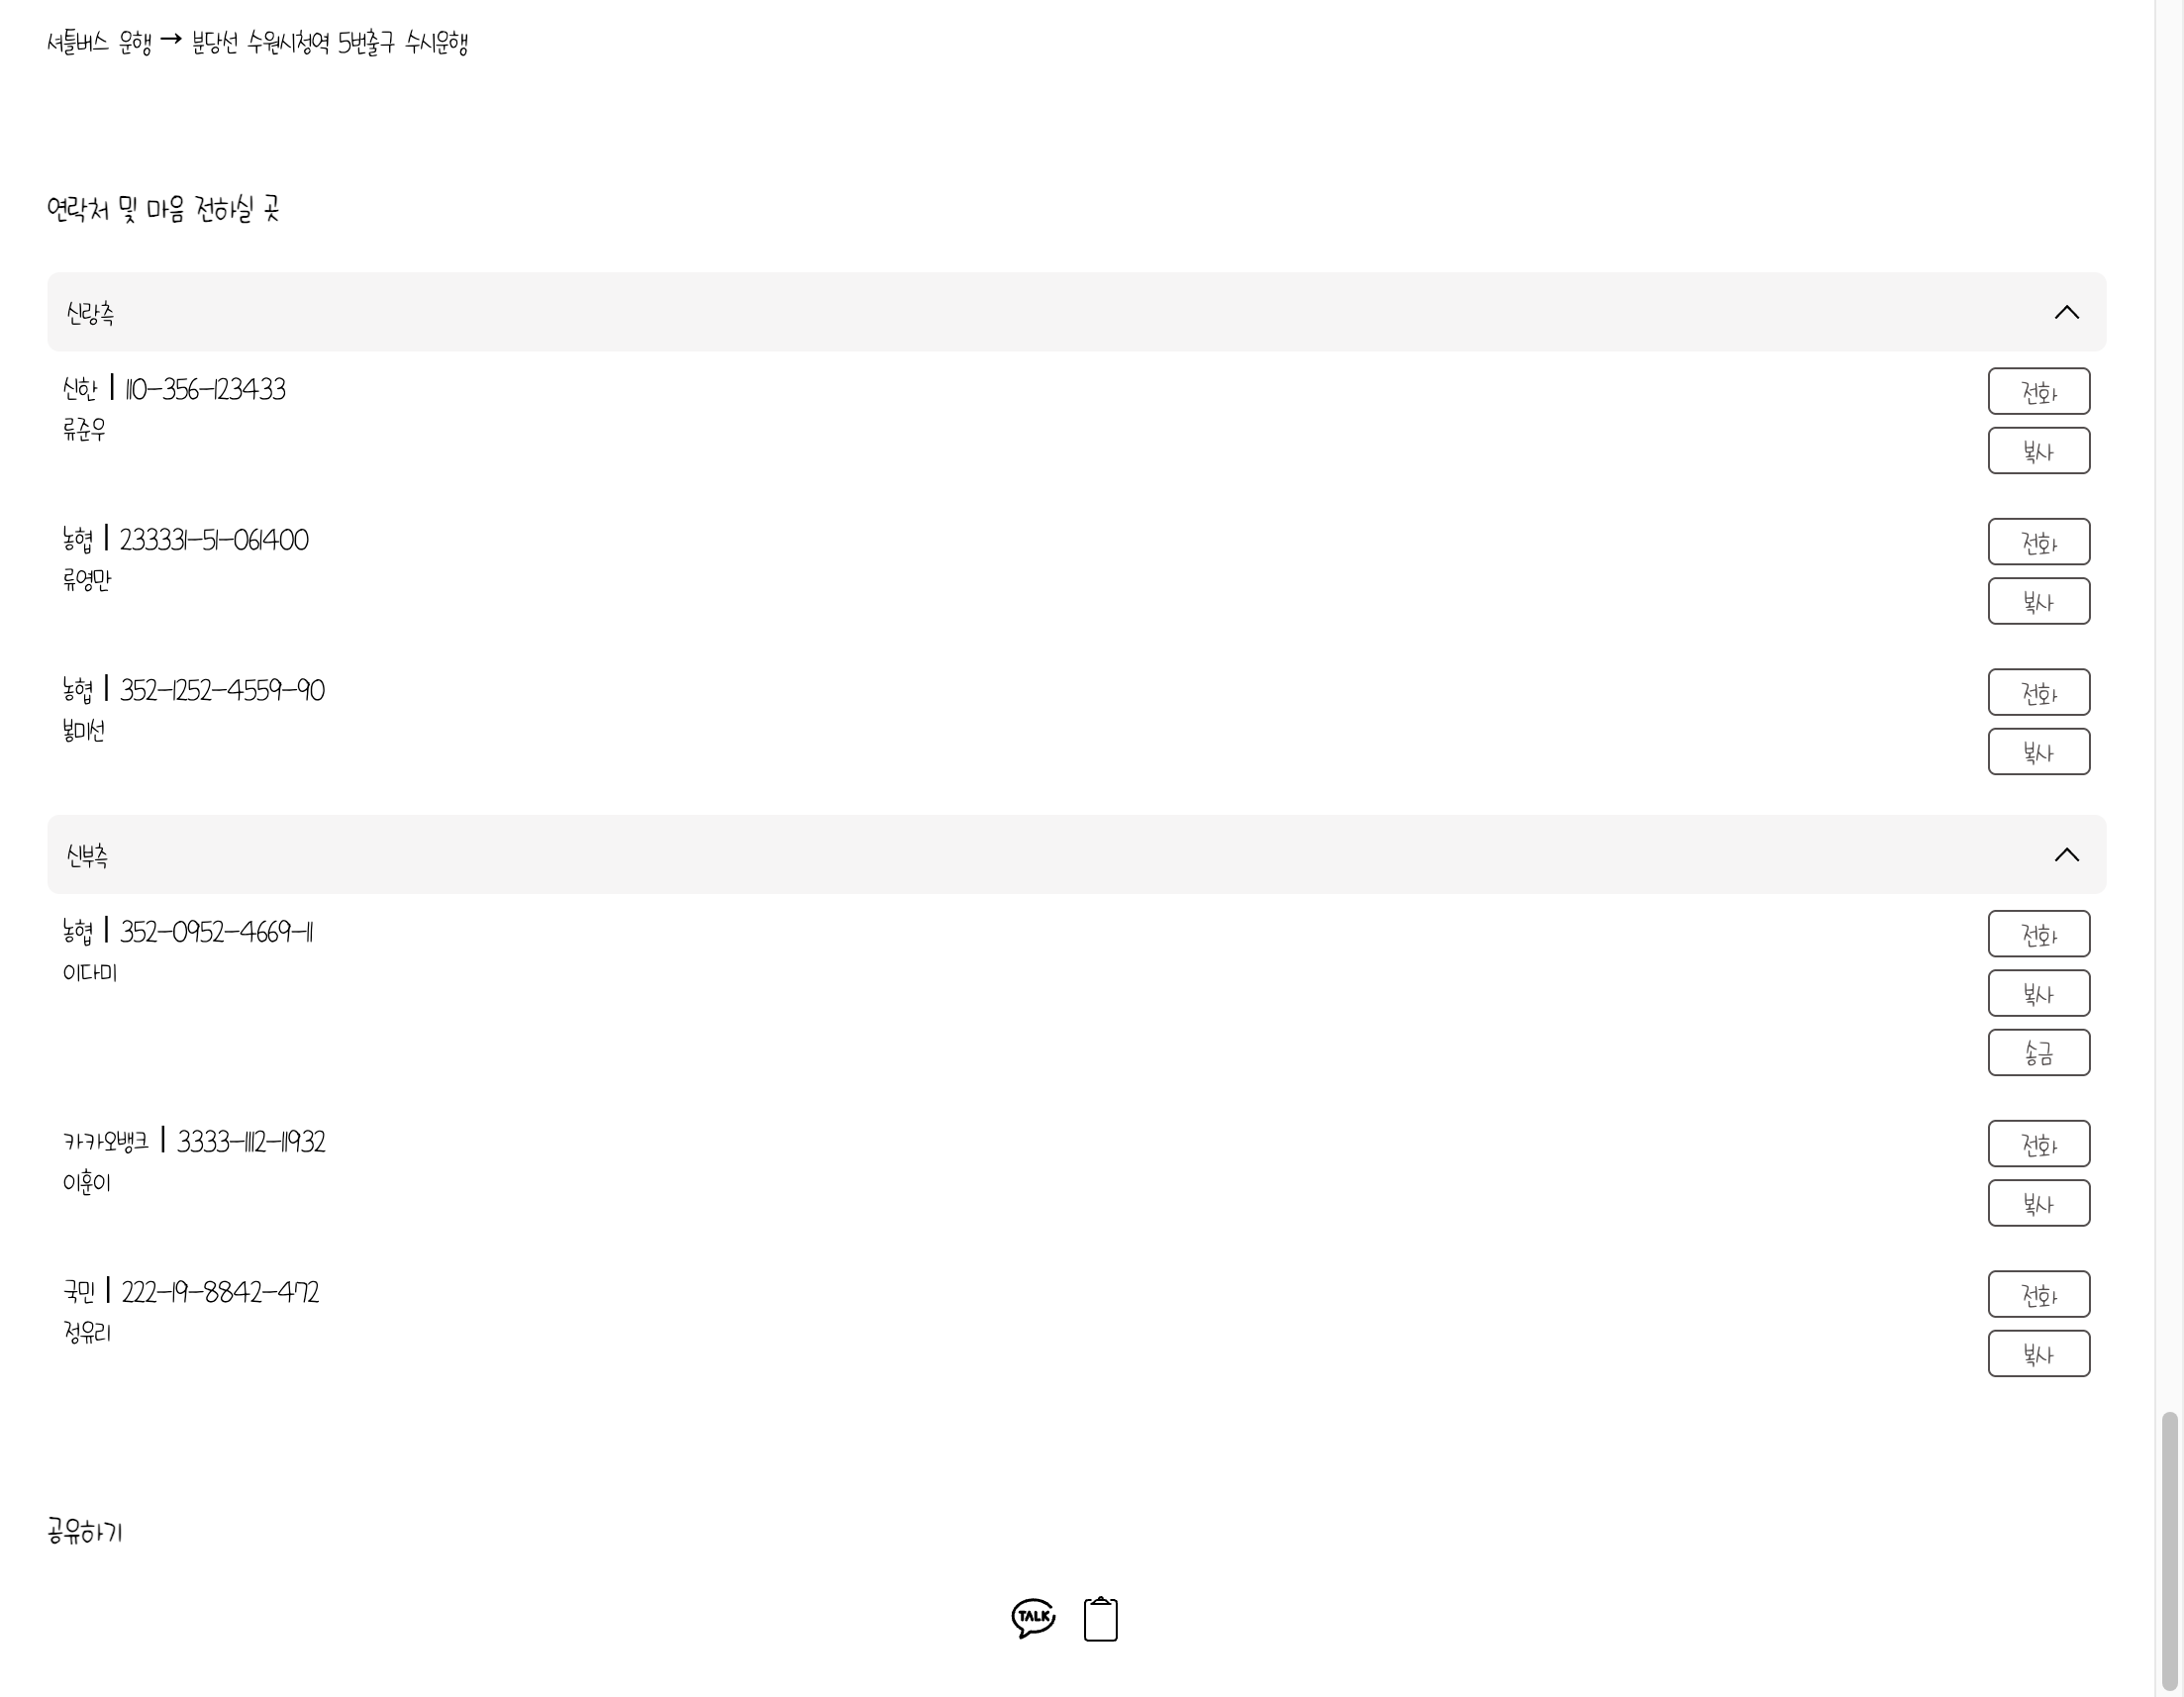 셔틀버스 운행 → 분당선 수원시청역 5번출구 수시운행
연락처 및 마음 전하실 곳
신랑측
신한 | 110-356-123433
전화
류준우
복사
농협 | 233331-51-061400
전화
류영만
복사
농협 | 352-1252-4559-90
전화
봉미선
복사
신부측
농협 | 352-0952-4669-11
전화
이다미
복사
송금
카카오뱅크 | 3333-1112-11932
전화
이훈이
복사
국민 | 222-19-8842-472
전화
정유리
복사
공유하기
TALK